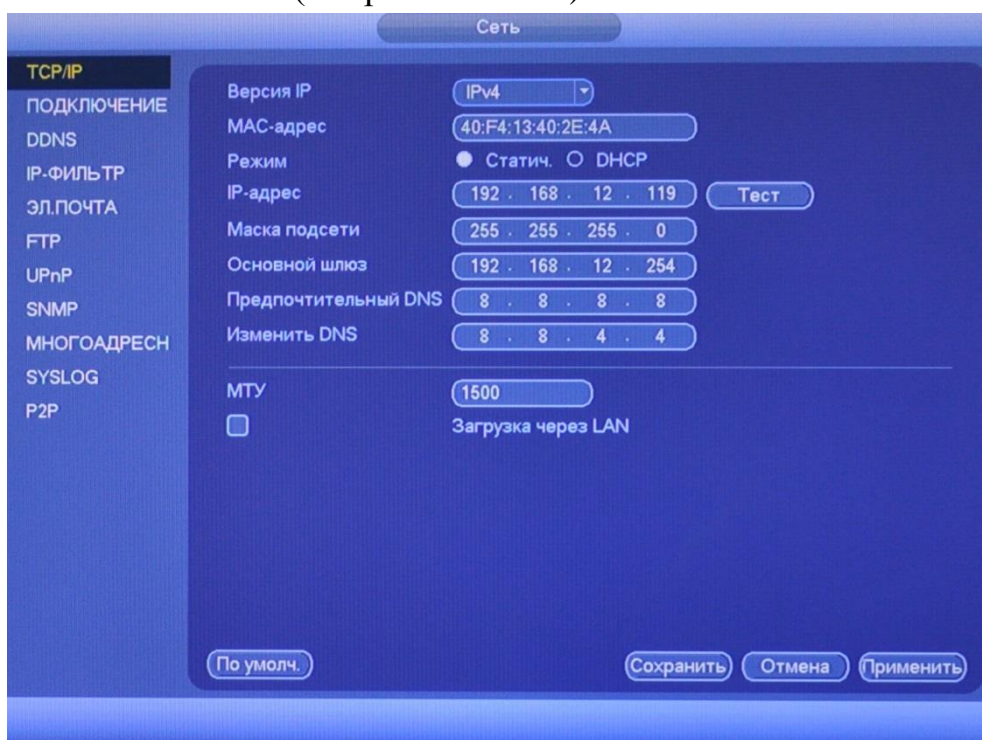 Сеть
TCP/IP
ПОДКЛЮЧЕНИЕ
DDNS
IP-ФИЛЬТР
ЭЛ.ПОЧТА
FTP
UPnP
SNMP
МНОГОАДРЕСН
SYSLOG
P2P
Версия IP IPv4
MAC-адрес 40:F4:13:40:2E:4A
Режим Статич. DHCP
IP-адрес 192 . 168 . 12 . 119 Тест
Маска подсети 255 . 255 . 255 . 0
Основной шлюз 192 . 168 . 12 . 254
Предпочтительный DNS 8 . 8 . 8 . 8
Изменить DNS 8 . 8 . 4 . 4
МТУ 1500
Загрузка через LAN
По умолч. Сохранить Отмена Применить